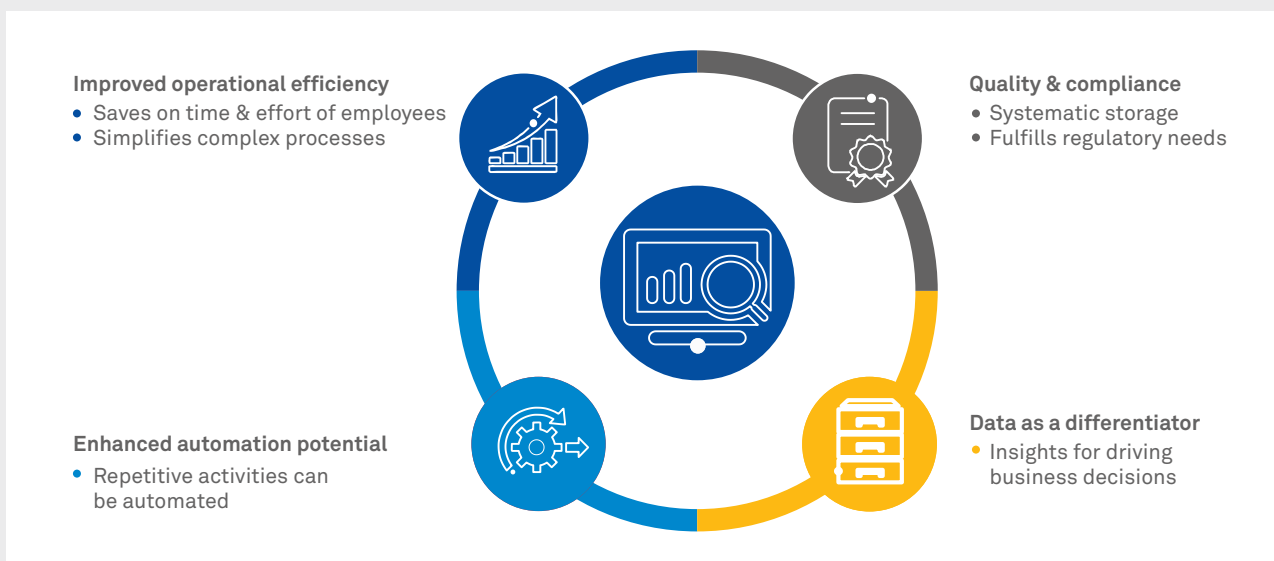 Improved operational efficiency
• Saves on time & effort of employees
• Simplifies complex processes
Quality & compliance
• Systematic storage
• Fulfills regulatory needs
Enhanced automation potential
• Repetitive activities can
be automated
Data as a differentiator
• Insights for driving
business decisions